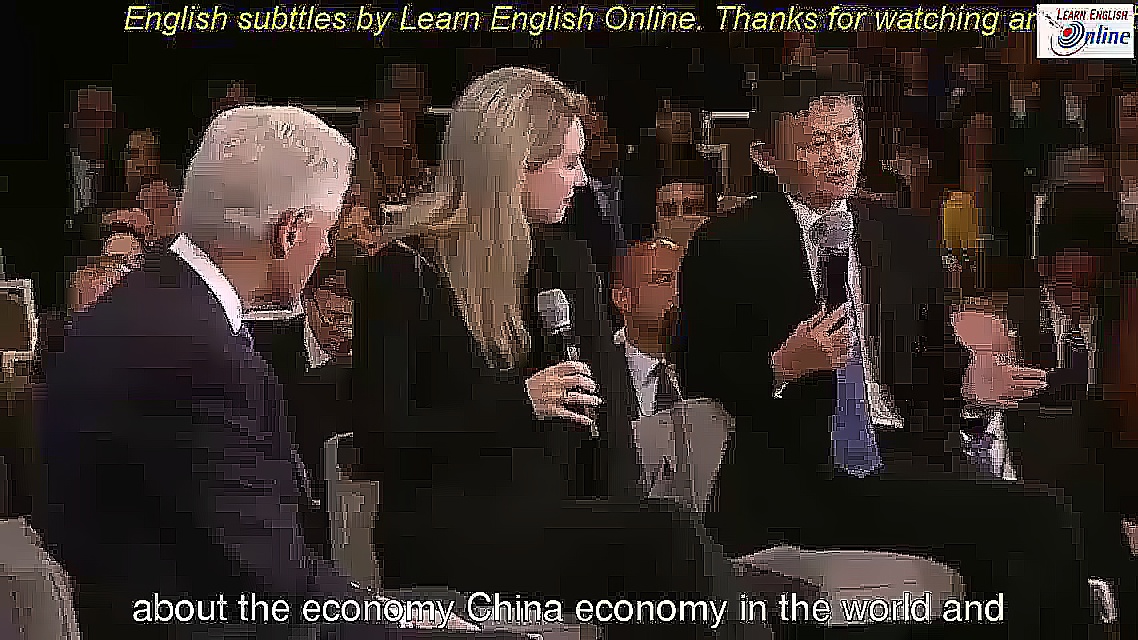 English subttles by Learn English Online. Thanks for watching an
LEARN ENGLISH
Online
about the economy China economy in the world and